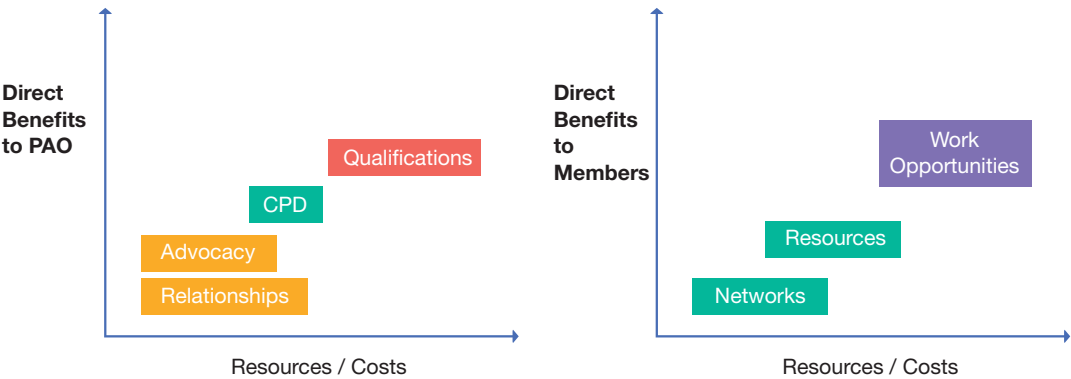 Direct
Benefits
to PAO
Qualifications
CPD
Advocacy
Relationships
Resources / Costs
Direct
Benefits
to
Members
Work
Opportunities
Resources
Networks
Resources / Costs